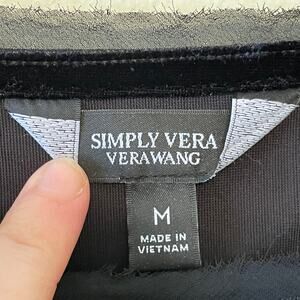 SIMPLY VERA
VERAWANG
M
MADE IN
VIETNAM